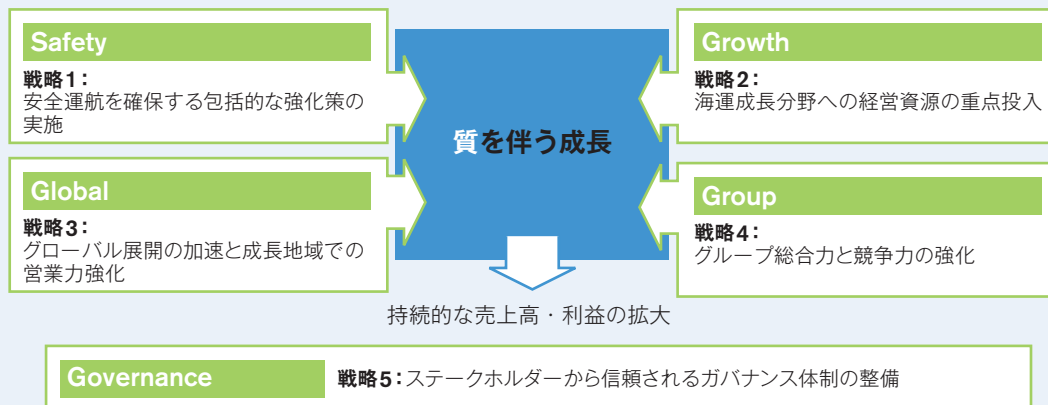 Safety
戦略1：
安全運航を確保する包括的な強化策の
実施
Growth
戦略2：
海運成長分野への経営資源の重点投入
質を伴う成長
Global
戦略3：
グローバル展開の加速と成長地域での
営業力強化
Group
戦略4：
グループ総合力と競争力の強化
持続的な売上高・利益の拡大
Governance
戦略5：ステークホルダーから信頼されるガバナンス体制の整備